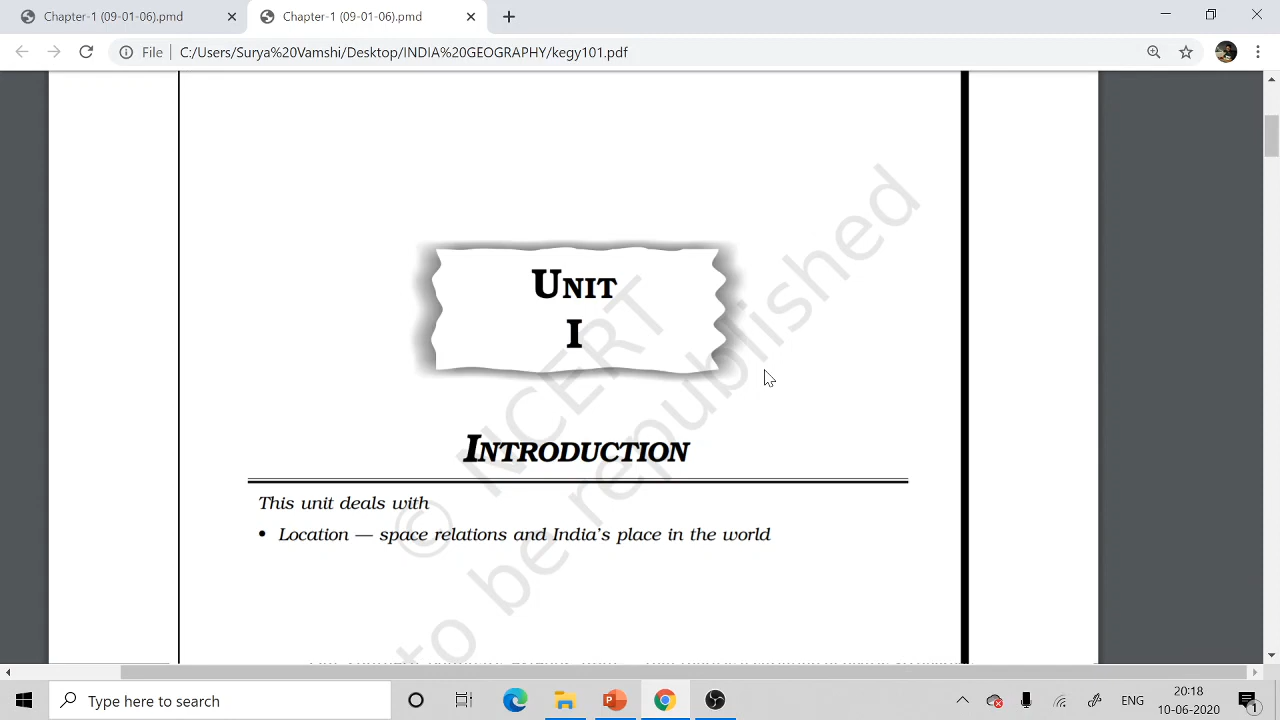 Chapter-1 (09-01-06).pmd
Chapter-1 (09-01-06).pmd
File | C:/Users/Surya%20Vamshi/Desktop/INDIA%20GEOGRAPHY/kegy101.pdf
UNIT
I
INTRODUCTION
This unit deals with
• Location — space relations and India's place in the world
© NCERT
to be republished
Type here to search
ENG
20:18
10-06-2020
1